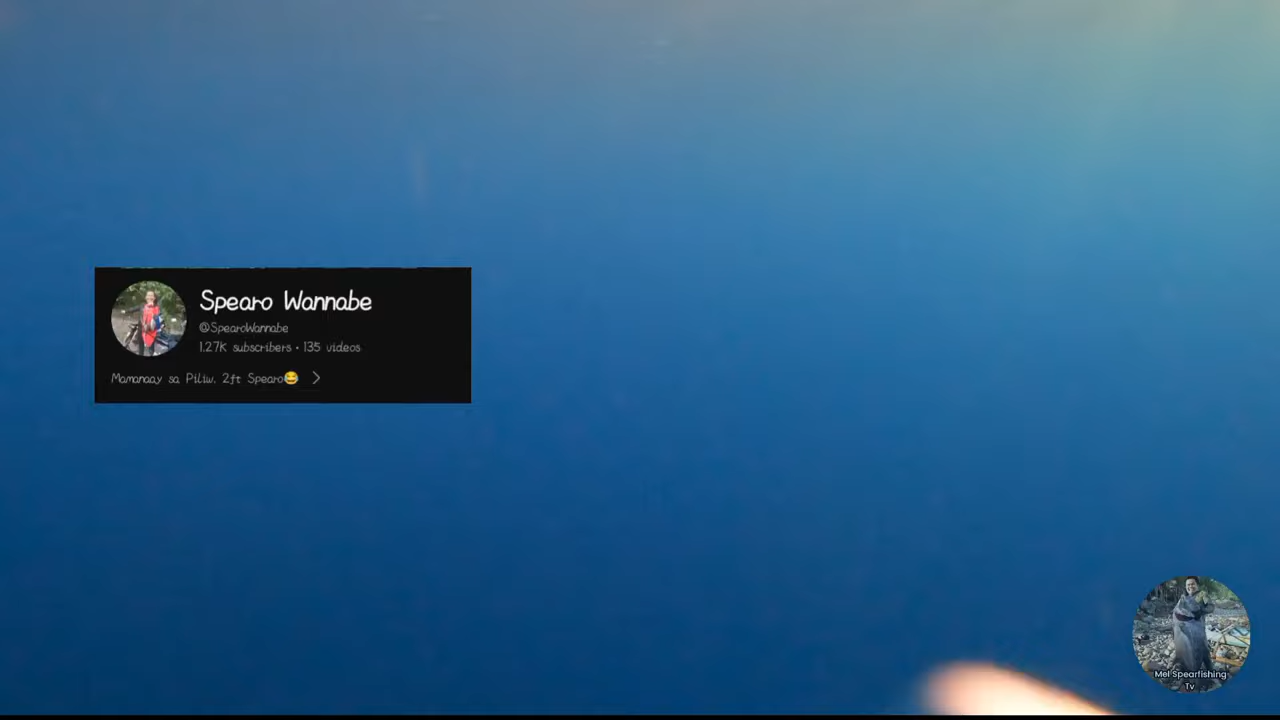 Spearo Wannabe
@SpearoWannabe
1.27K subscribers • 135 videos
Mamanaay sa Piliw. 2ft Spearo😂 >
Mel Spearfishing
Tv